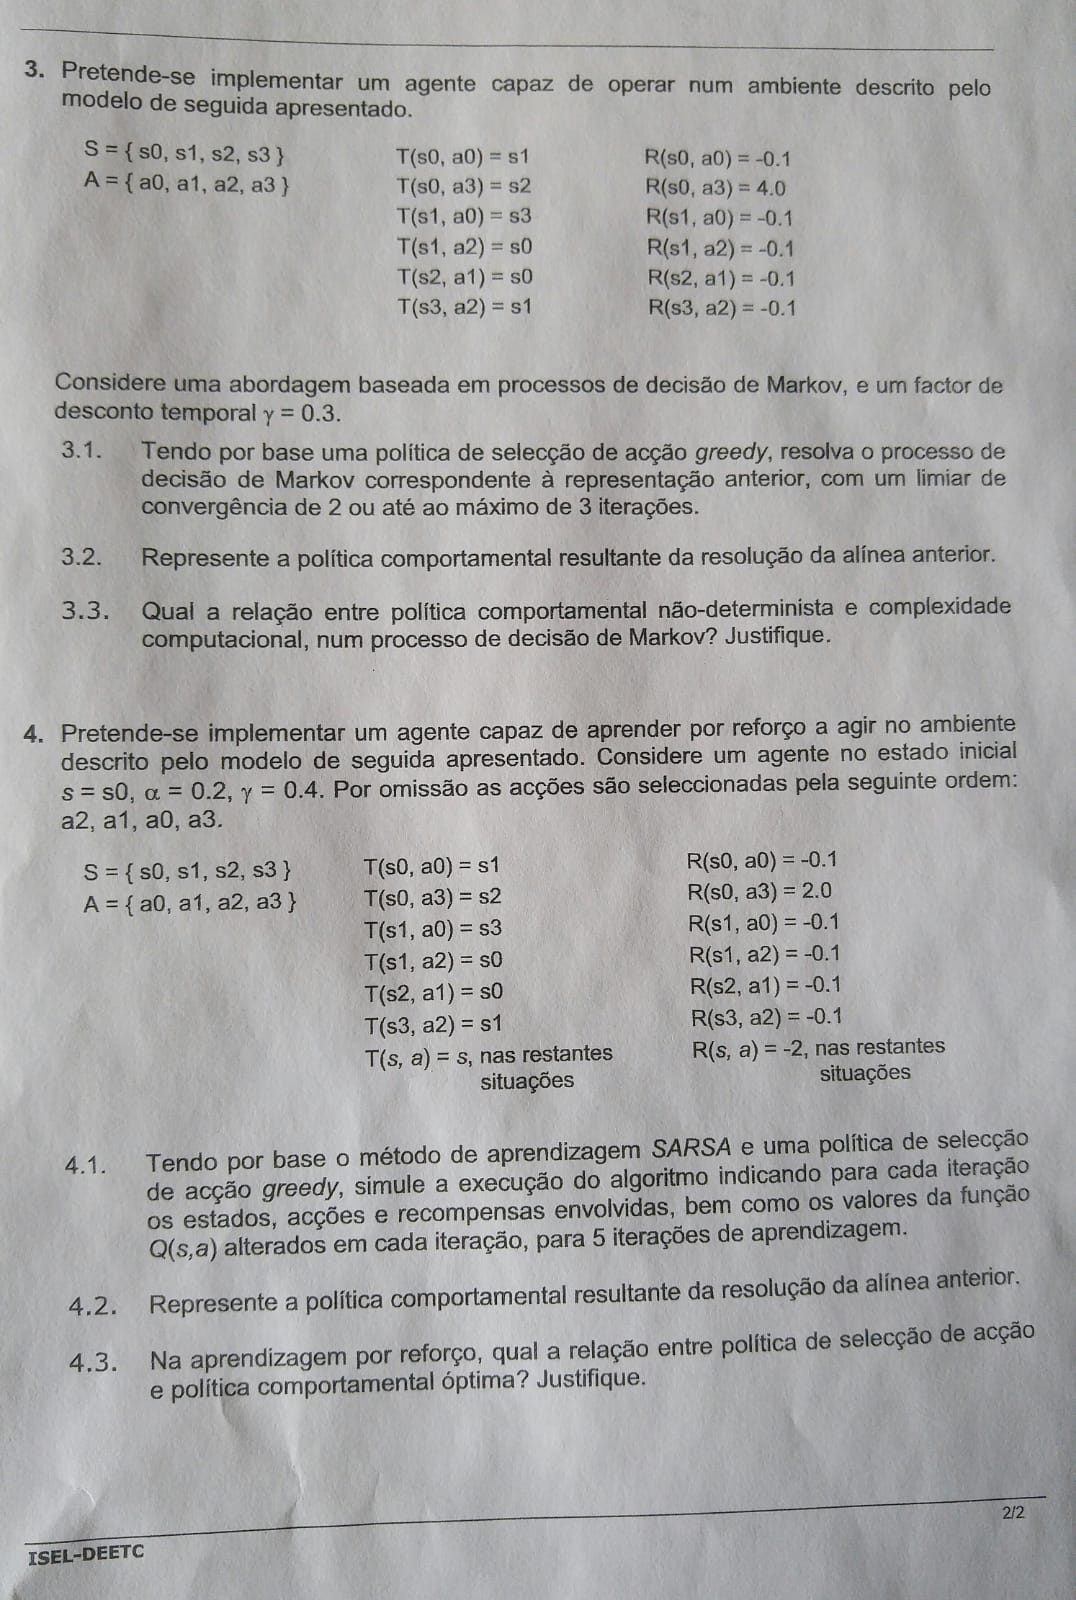 3. Pretende-se implementar um agente capaz de operar num ambiente descrito pelo
modelo de seguida apresentado.
S = { s0, s1, s2, s3 } T(s0, a0) = s1 R(s0, a0) = -0.1
A = { a0, a1, a2, a3 } T(s0, a3) = s2 R(s0, a3) = 4.0
T(s1, a0) = s3 R(s1, a0) = -0.1
T(s1, a2) = s0 R(s1, a2) = -0.1
T(s2, a1) = s0 R(s2, a1) = -0.1
T(s3, a2) = s1 R(s3, a2) = -0.1
Considere uma abordagem baseada em processos de decisão de Markov, e um factor de
desconto temporal γ = 0.3.
3.1. Tendo por base uma política de selecção de acção greedy, resolva o processo de
decisão de Markov correspondente à representação anterior, com um limiar de
convergência de 2 ou até ao máximo de 3 iterações.
3.2. Represente a política comportamental resultante da resolução da alínea anterior.
3.3. Qual a relação entre política comportamental não-determinista e complexidade
computacional, num processo de decisão de Markov? Justifique.
4. Pretende-se implementar um agente capaz de aprender por reforço a agir no ambiente
descrito pelo modelo de seguida apresentado. Considere um agente no estado inicial
s = s0, α = 0.2, γ = 0.4. Por omissão as acções são seleccionadas pela seguinte ordem:
a2, a1, a0, a3.
S = { s0, s1, s2, s3 } T(s0, a0) = s1 R(s0, a0) = -0.1
A = { a0, a1, a2, a3 } T(s0, a3) = s2 R(s0, a3) = 2.0
T(s1, a0) = s3 R(s1, a0) = -0.1
T(s1, a2) = s0 R(s1, a2) = -0.1
T(s2, a1) = s0 R(s2, a1) = -0.1
T(s3, a2) = s1 R(s3, a2) = -0.1
T(s, a) = s, nas restantes R(s, a) = -2, nas restantes
situações situações
4.1. Tendo por base o método de aprendizagem SARSA e uma política de selecção
de acção greedy, simule a execução do algoritmo indicando para cada iteração
os estados, acções e recompensas envolvidas, bem como os valores da função
Q(s,a) alterados em cada iteração, para 5 iterações de aprendizagem.
4.2. Represente a política comportamental resultante da resolução da alínea anterior.
4.3. Na aprendizagem por reforço, qual a relação entre política de selecção de acção
e política comportamental óptima? Justifique.
2/2
ISEL-DEETC